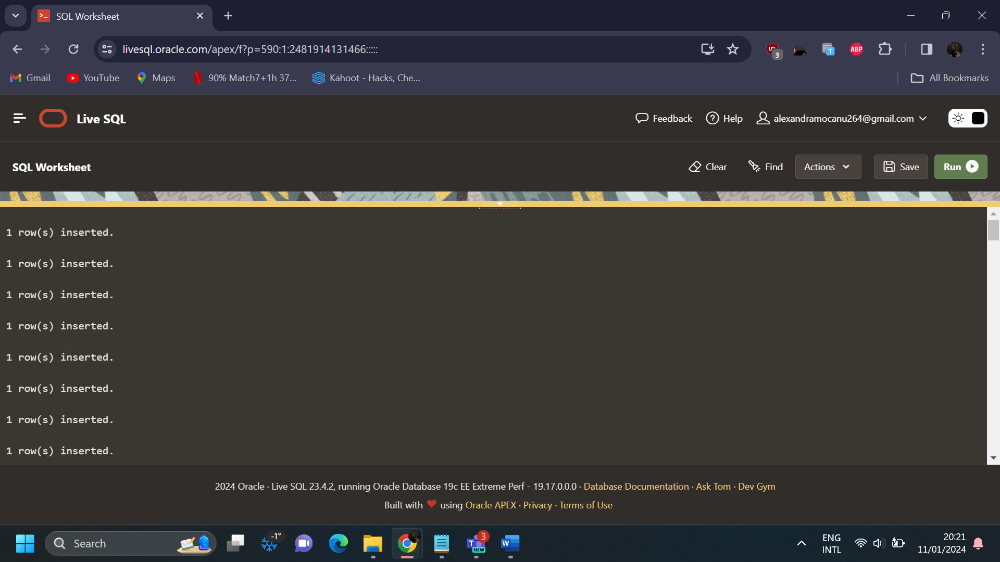 SQL Worksheet
livesql.oracle.com/apex/f?p=590:1:2481914131466:::::
3
T
ABP
Gmail
YouTube
Maps
90% Match7+1h 37...
Kahoot - Hacks, Che...
All Bookmarks
Live SQL
Feedback
Help
alexandramocanu264@gmail.com
SQL Worksheet
Clear
Find
Actions
Save
Run
1 row(s) inserted.
1 row(s) inserted.
1 row(s) inserted.
1 row(s) inserted.
1 row(s) inserted.
1 row(s) inserted.
1 row(s) inserted.
1 row(s) inserted.
2024 Oracle · Live SQL 23.4.2, running Oracle Database 19c EE Extreme Perf - 19.17.0.0.0 · Database Documentation · Ask Tom · Dev Gym
Built with ❤ using Oracle APEX · Privacy · Terms of Use
Search
-1°
T
3
NEW
W
ENG
INTL
20:21
11/01/2024